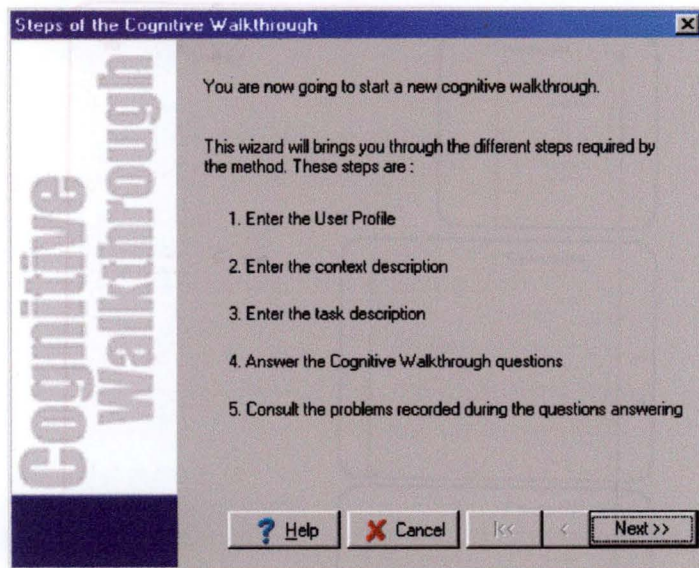 Steps of the Cognitive Walkthrough
Cognitive
Walkthrough
You are now going to start a new cognitive walkthrough.
This wizard will brings you through the different steps required by
the method. These steps are :
1. Enter the User Profile
2. Enter the context description
3. Enter the task description
4. Answer the Cognitive Walkthrough questions
5. Consult the problems recorded during the questions answering
? Help
X Cancel
|<<
<
Next >>